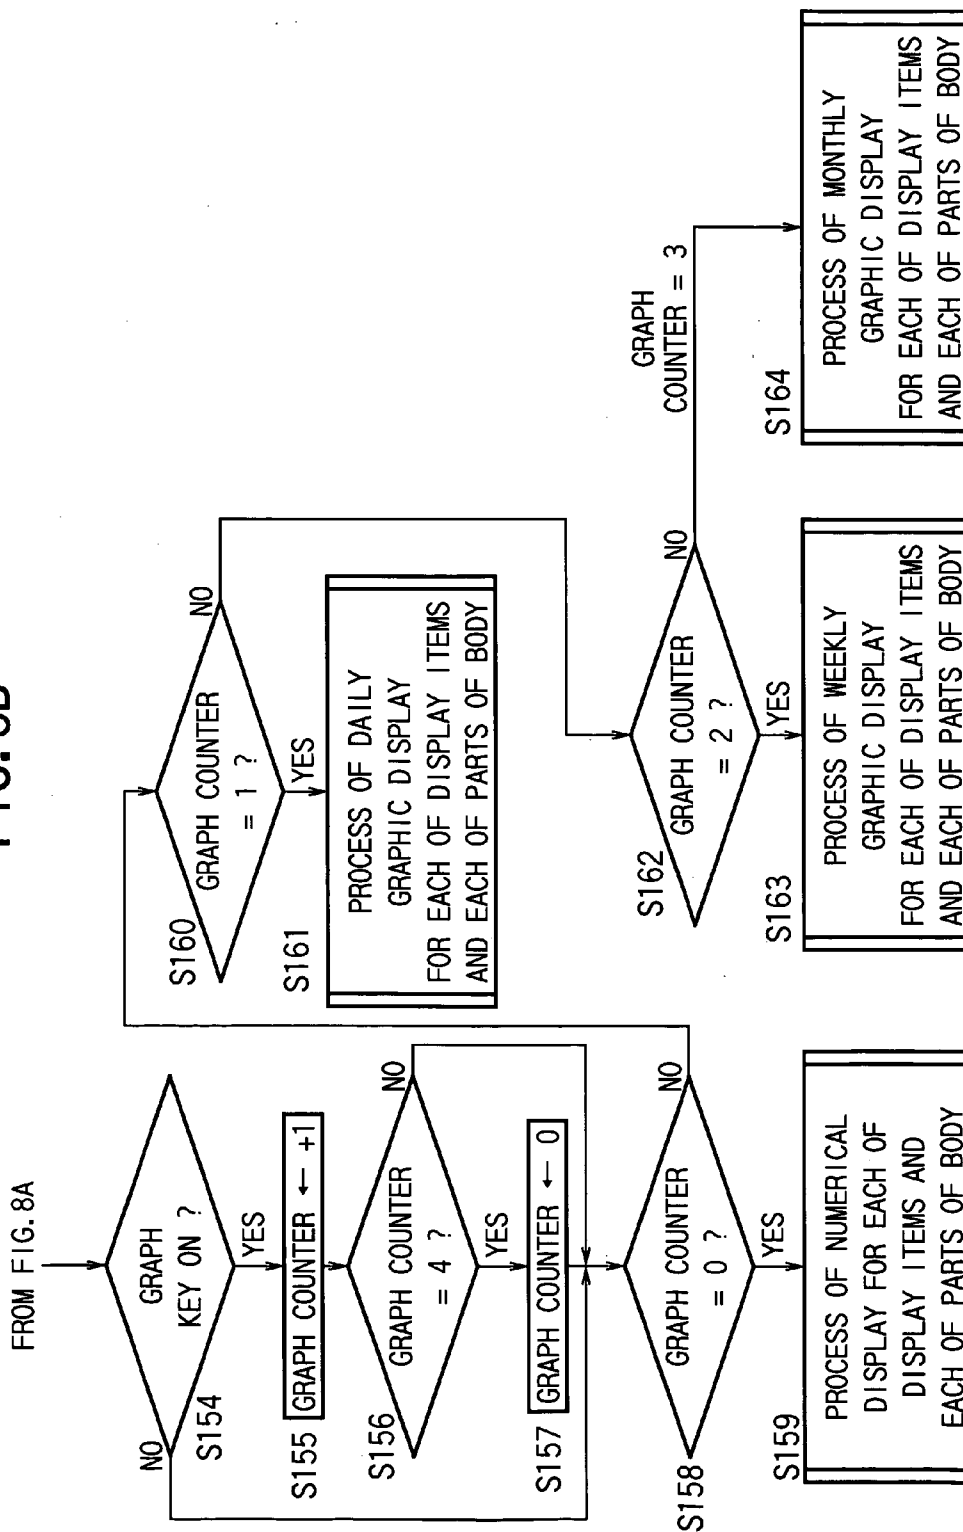 FROM FIG. 8A
GRAPH
KEY ON ?
NO
YES
S154
S155
GRAPH COUNTER ← +1
S156
GRAPH COUNTER
= 4 ?
NO
YES
S157
GRAPH COUNTER ← 0
S158
GRAPH COUNTER
= 0 ?
NO
YES
S159
PROCESS OF NUMERICAL
DISPLAY FOR EACH OF
DISPLAY ITEMS AND
EACH OF PARTS OF BODY
S160
GRAPH COUNTER
= 1 ?
NO
YES
S161
PROCESS OF DAILY
GRAPHIC DISPLAY
FOR EACH OF DISPLAY ITEMS
AND EACH OF PARTS OF BODY
S162
GRAPH COUNTER
= 2 ?
NO
YES
GRAPH
COUNTER = 3
S163
PROCESS OF WEEKLY
GRAPHIC DISPLAY
FOR EACH OF DISPLAY ITEMS
AND EACH OF PARTS OF BODY
S164
PROCESS OF MONTHLY
GRAPHIC DISPLAY
FOR EACH OF DISPLAY ITEMS
AND EACH OF PARTS OF BODY